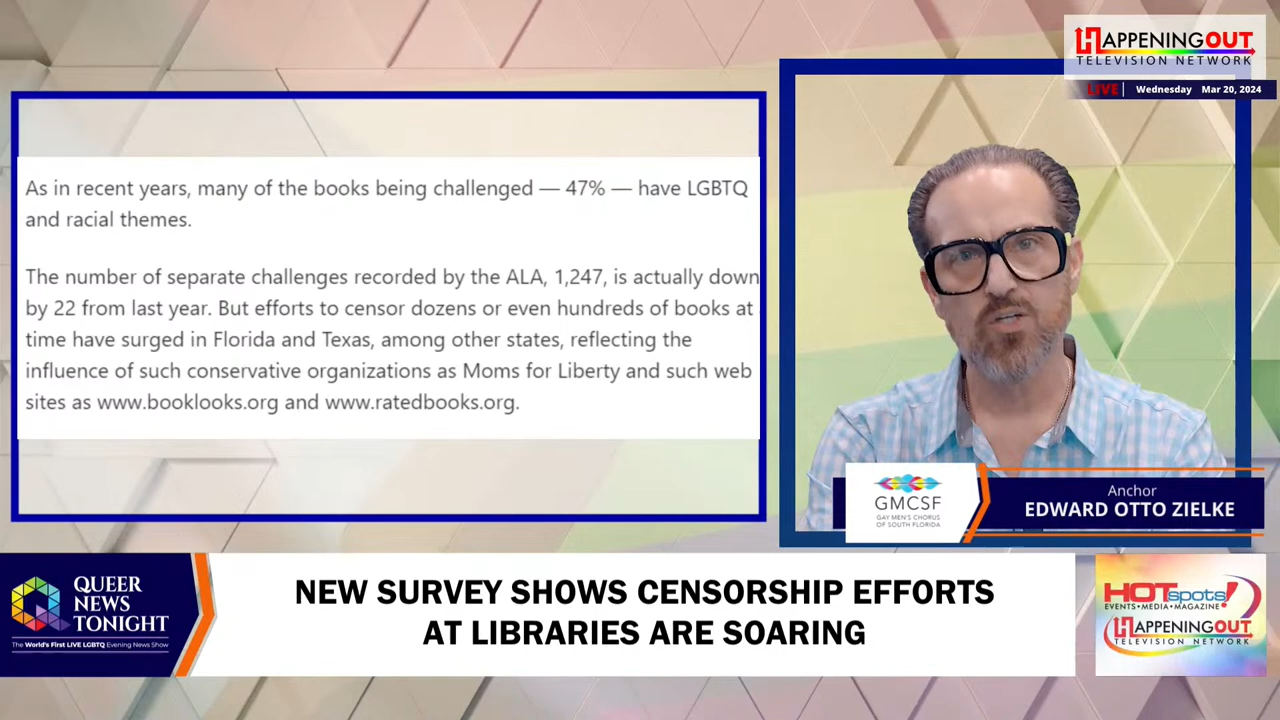 HAPPENINGOUT
TELEVISION NETWORK
LIVE | Wednesday Mar 20, 2024
As in recent years, many of the books being challenged — 47% — have LGBTQ
and racial themes.
The number of separate challenges recorded by the ALA, 1,247, is actually down
by 22 from last year. But efforts to censor dozens or even hundreds of books at
time have surged in Florida and Texas, among other states, reflecting the
influence of such conservative organizations as Moms for Liberty and such web
sites as www.booklooks.org and www.ratedbooks.org.
GMCSF
GAY MEN'S CHORUS
OF SOUTH FLORIDA
Anchor
EDWARD OTTO ZIELKE
QUEER
NEWS
TONIGHT
The World's First LIVE LGBTQ Evening News Show
NEW SURVEY SHOWS CENSORSHIP EFFORTS
AT LIBRARIES ARE SOARING
HOTspots!
EVENTS•MEDIA•MAGAZINE
HAPPENINGOUT
TELEVISION NETWORK